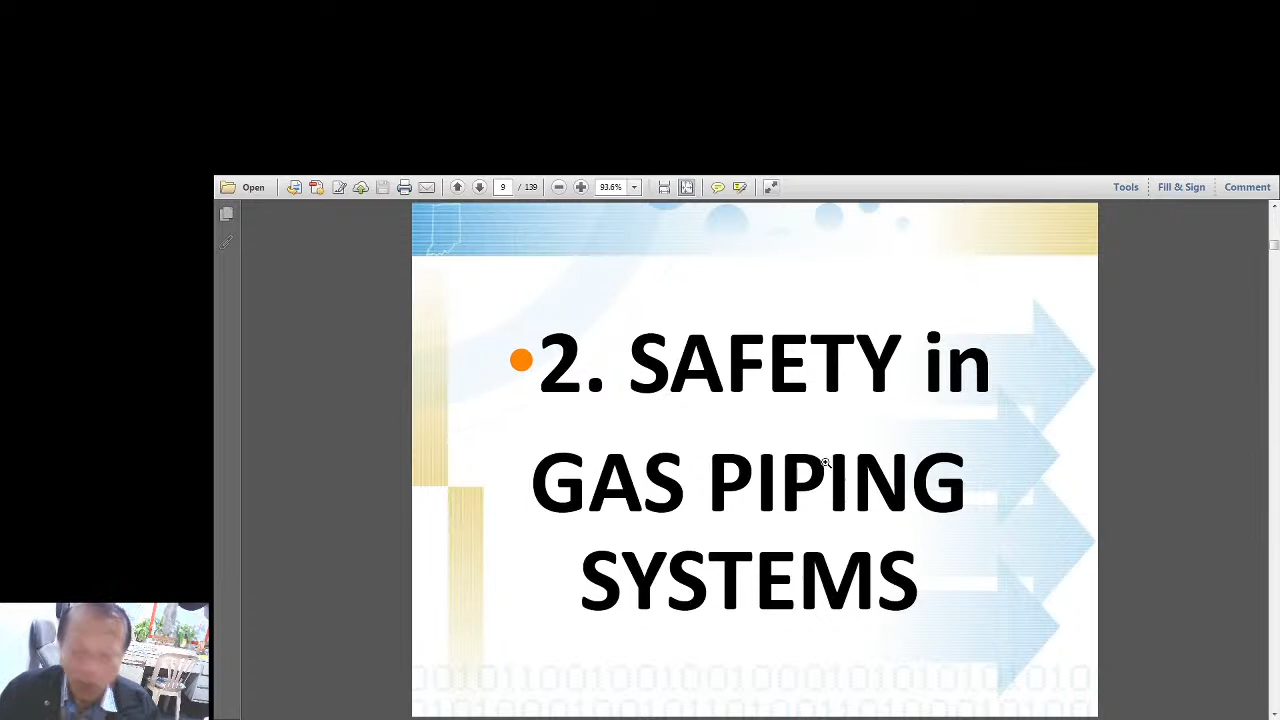 Open
9
/ 139
93.6%
Tools
Fill & Sign
Comment
•2. SAFETY in
GAS PIPING
SYSTEMS